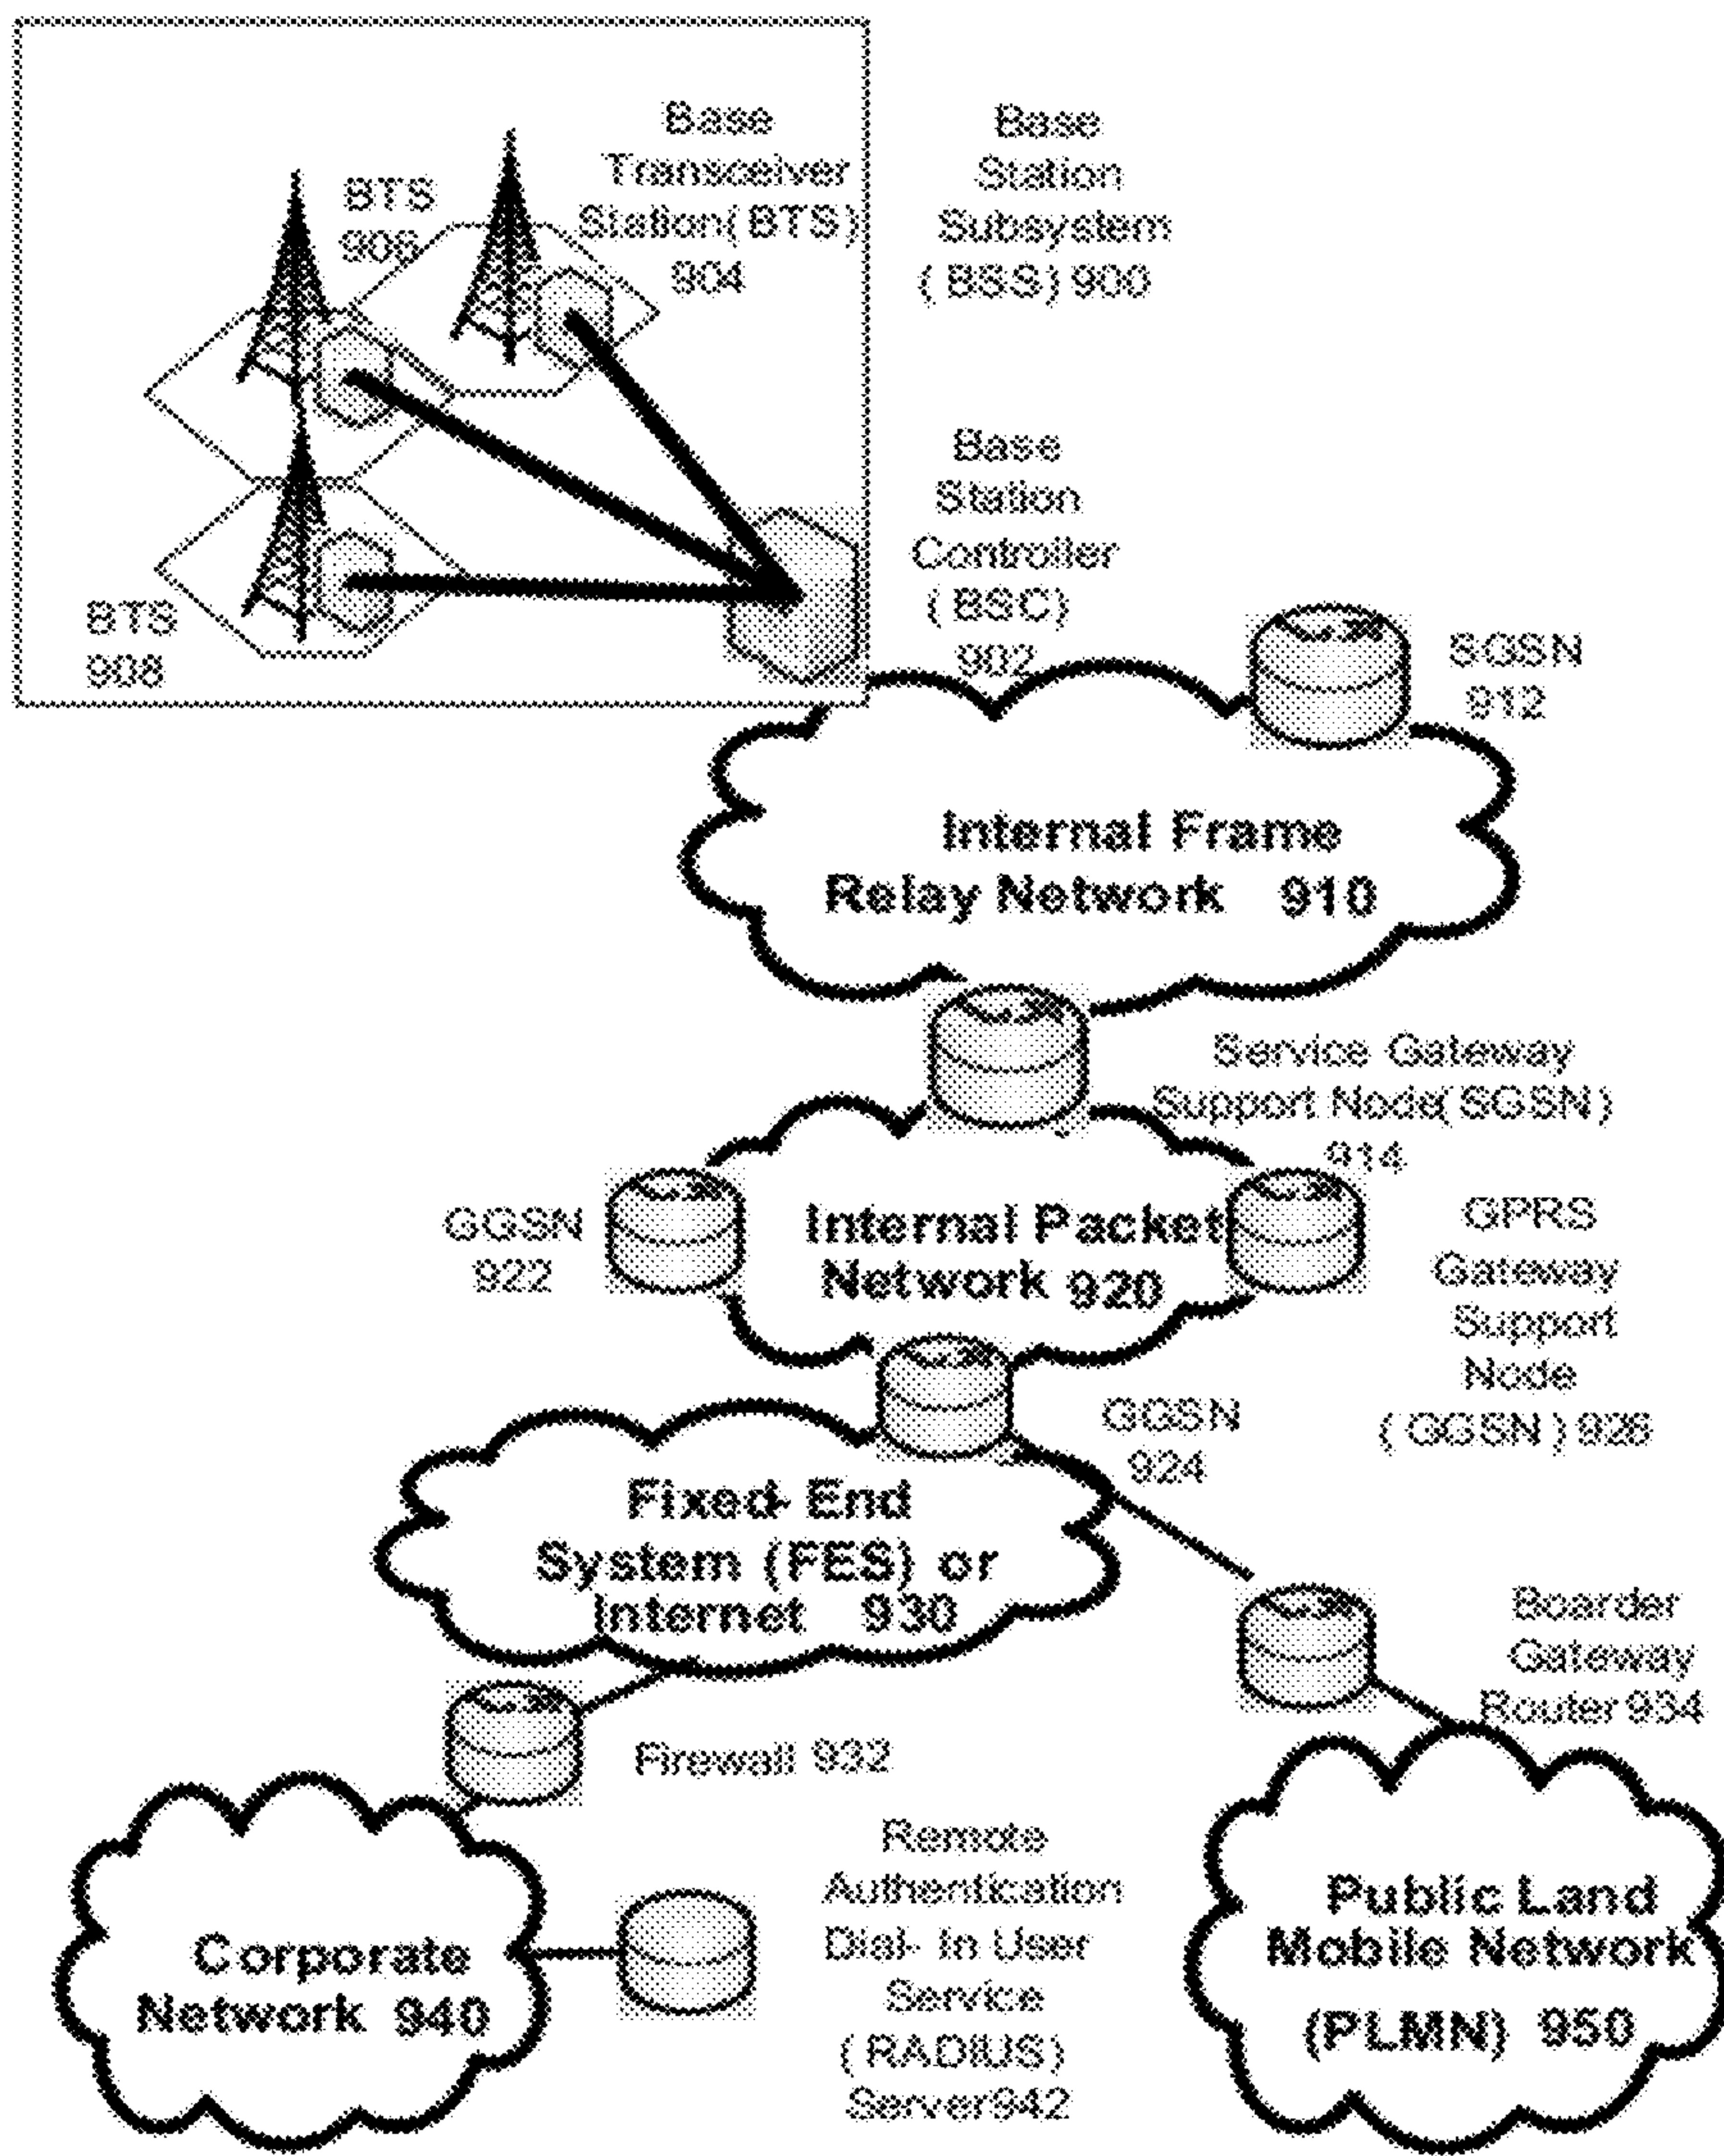 Base
Transceiver
Station(BTS)
904
BTS
906
Base
Station
Subsystem
(BSS) 900
Base
Station
Controller
(BSC)
902
BTS
908
SGSN
912
Internal Frame
Relay Network 910
Service Gateway
Support Node(SGSN)
914
GGSN
922
Internal Packet
Network 920
GPRS
Gateway
Support
Node
(GGSN) 926
GGSN
924
Fixed- End
System (FES) or
Internet 930
Boarder
Gateway
Router 934
Firewall 932
Remote
Authentication
Dial- In User
Service
(RADIUS)
Server942
Corporate
Network 940
Public Land
Mobile Network
(PLMN) 950